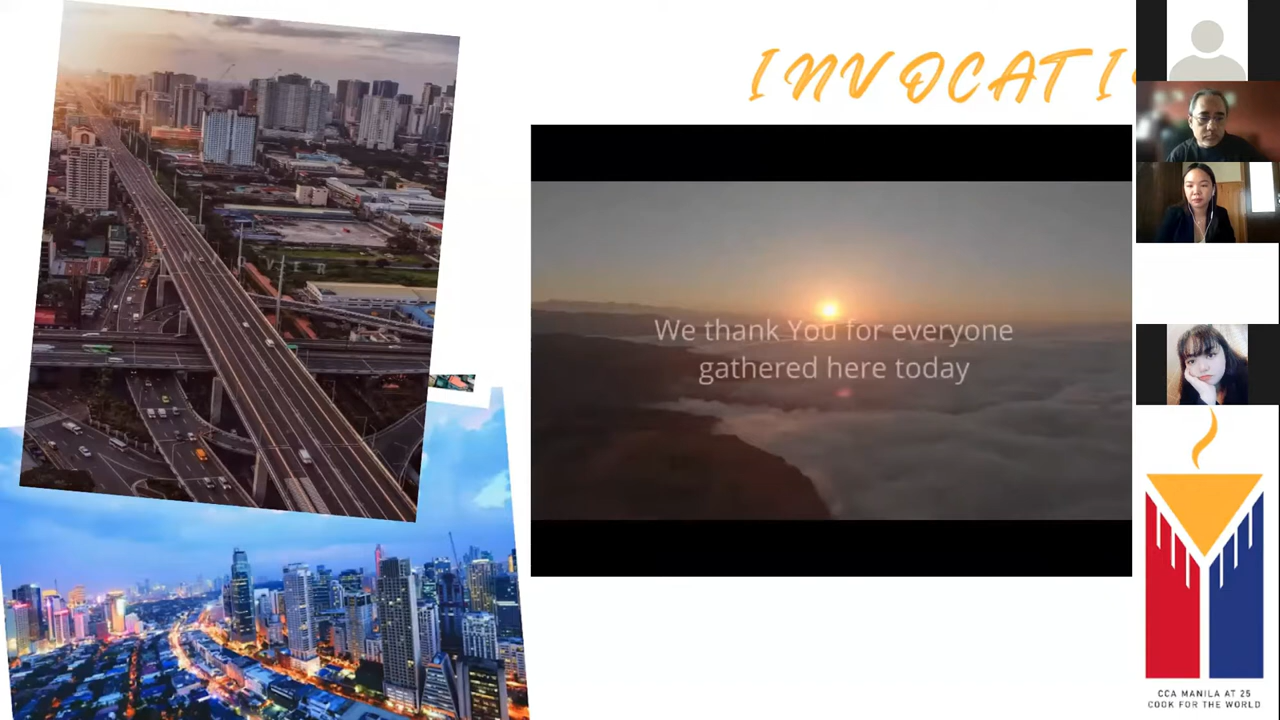 INVOCATI
We thank You for everyone
gathered here today
CCA MANILA AT 25
COOK FOR THE WORLD